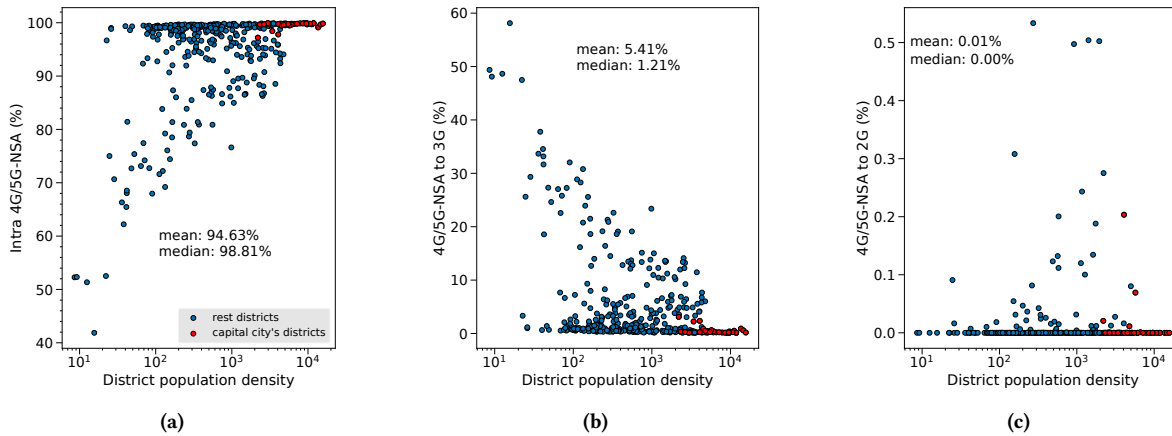 100
90
80
70
60
50
40
Intra 4G/5G-NSA (%)
mean: 94.63%
median: 98.81%
rest districts
capital city's districts
10¹ 10² 10³ 10⁴
District population density
(a)
60
50
40
30
20
10
0
4G/5G-NSA to 3G (%)
mean: 5.41%
median: 1.21%
10¹ 10² 10³ 10⁴
District population density
(b)
0.5
0.4
0.3
0.2
0.1
0.0
4G/5G-NSA to 2G (%)
mean: 0.01%
median: 0.00%
10¹ 10² 10³ 10⁴
District population density
(c)